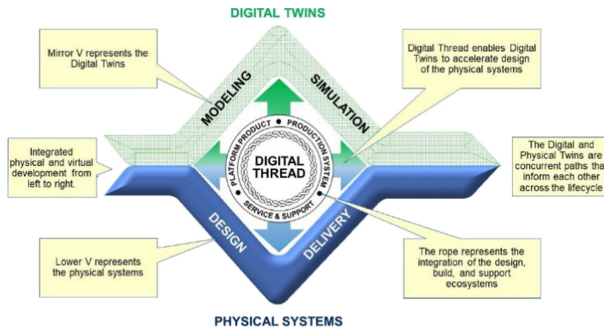 DIGITAL TWINS
Mirror V represents the
Digital Twins
Digital Thread enables Digital
Twins to accelerate design
of the physical systems
MODELING
SIMULATION
Integrated
physical and virtual
development from
left to right.
PLATFORM PRODUCT
PRODUCTION SYSTEM
SERVICE & SUPPORT
DIGITAL
THREAD
The Digital and
Physical Twins are
concurrent paths tha
inform each other
across the lifecycle
DESIGN
DELIVERY
Lower V represents
the physical systems
The rope represents the
integration of the design,
build, and support
ecosystems
PHYSICAL SYSTEMS